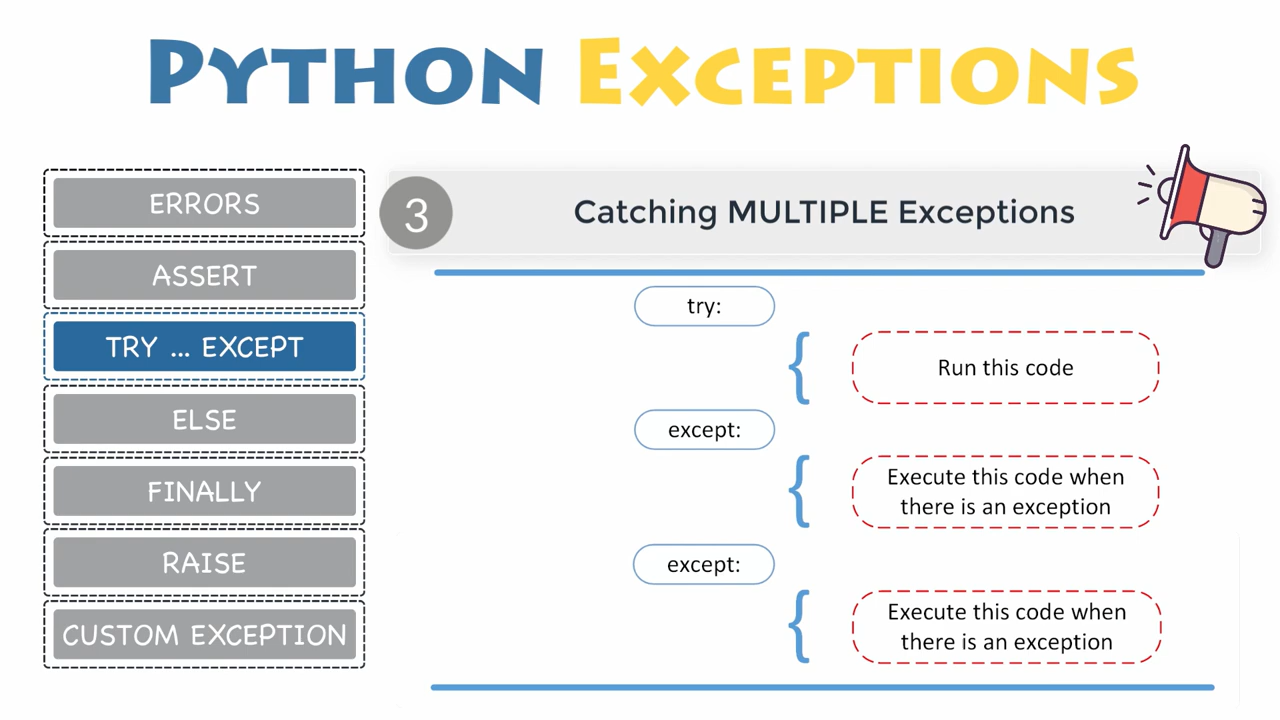 PYTHON EXCEPTIONS
ERRORS
ASSERT
TRY ... EXCEPT
ELSE
FINALLY
RAISE
CUSTOM EXCEPTION
3
Catching MULTIPLE Exceptions
try:
{
Run this code
except:
{
Execute this code when
there is an exception
except:
{
Execute this code when
there is an exception